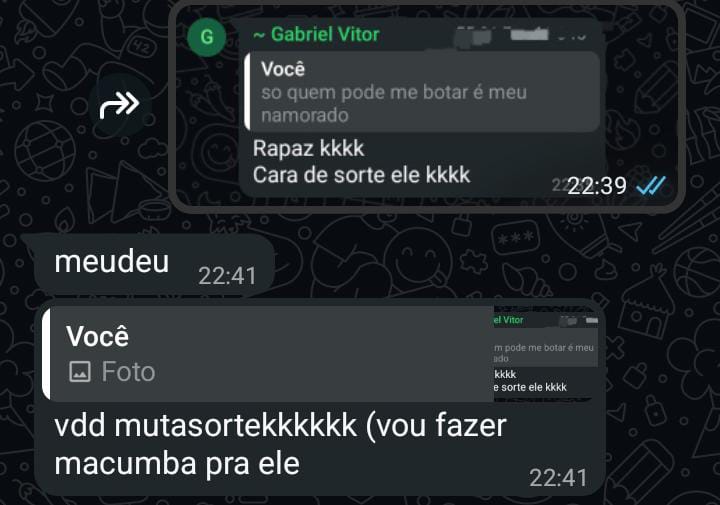 G
~ Gabriel Vitor
Você
so quem pode me botar é meu
namorado
Rapaz kkkk
Cara de sorte ele kkkk
22:39
meudeu
22:41
Você
Foto
el Vitor
m pode me botar é meu
ado
kkkk
e sorte ele kkkk
vdd mutasortekkkkkk (vou fazer
macumba pra ele
22:41